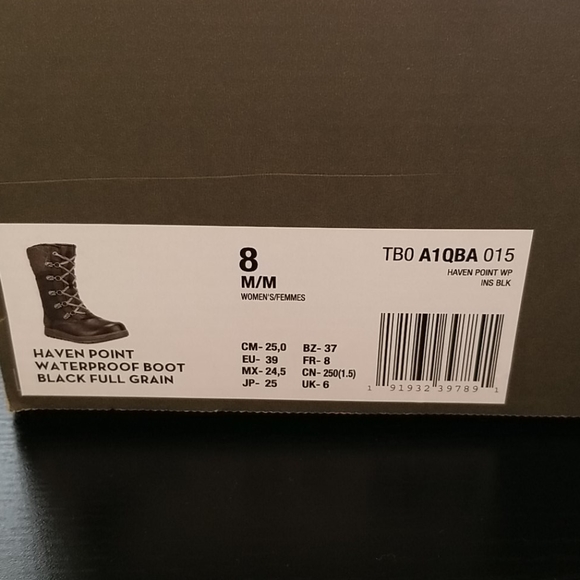 8
M/M
WOMEN'S/FEMMES
TB0 A1QBA 015
HAVEN POINT WP
INS BLK
HAVEN POINT
WATERPROOF BOOT
BLACK FULL GRAIN
CM- 25,0 BZ- 37
EU- 39 FR- 8
MX- 24,5 CN- 250(1.5)
JP- 25 UK- 6
1 91932 39789 1